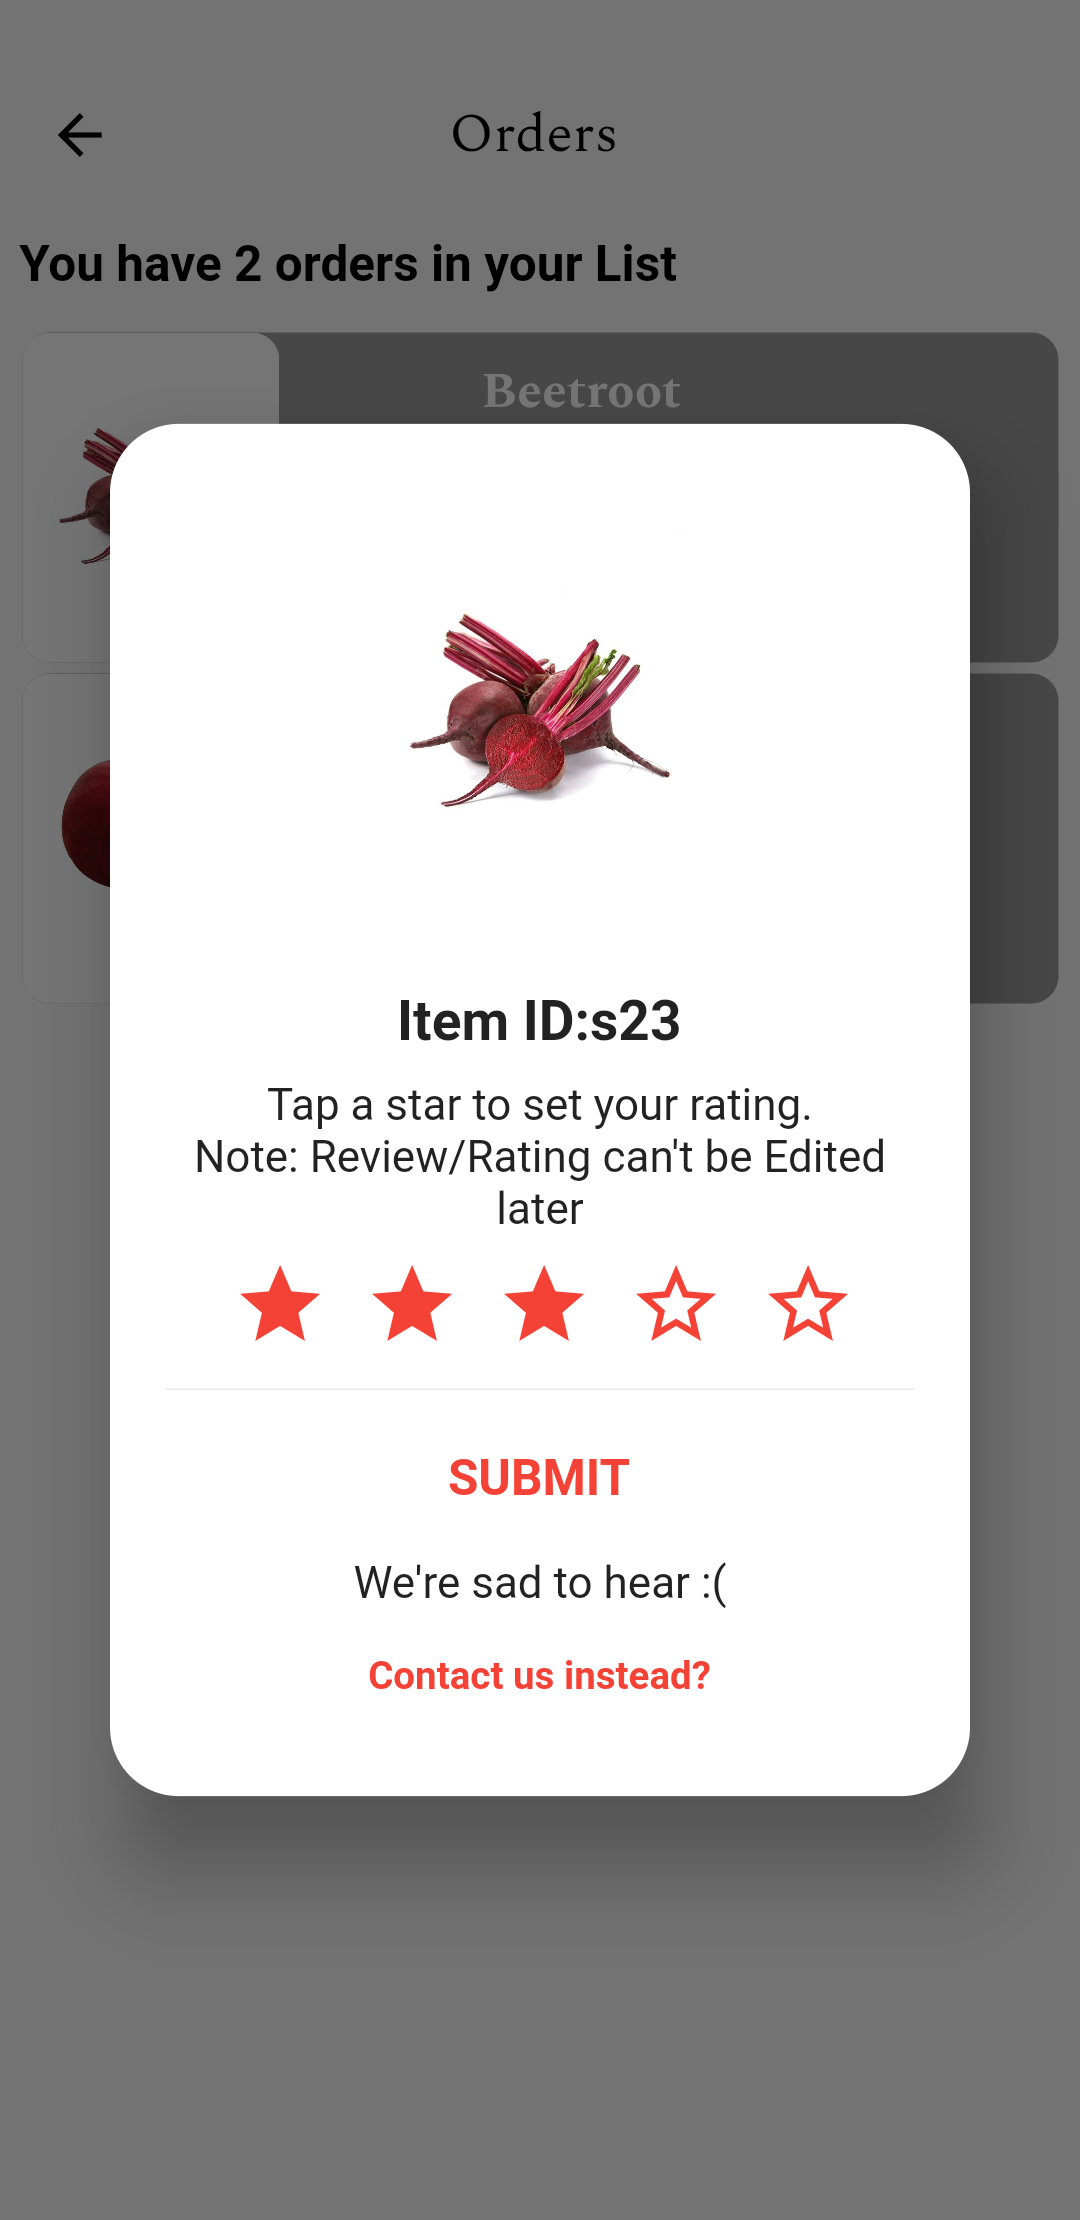 Orders
You have 2 orders in your List
Beetroot
Item ID:s23
Tap a star to set your rating.
Note: Review/Rating can't be Edited
later
SUBMIT
We're sad to hear :(
Contact us instead?